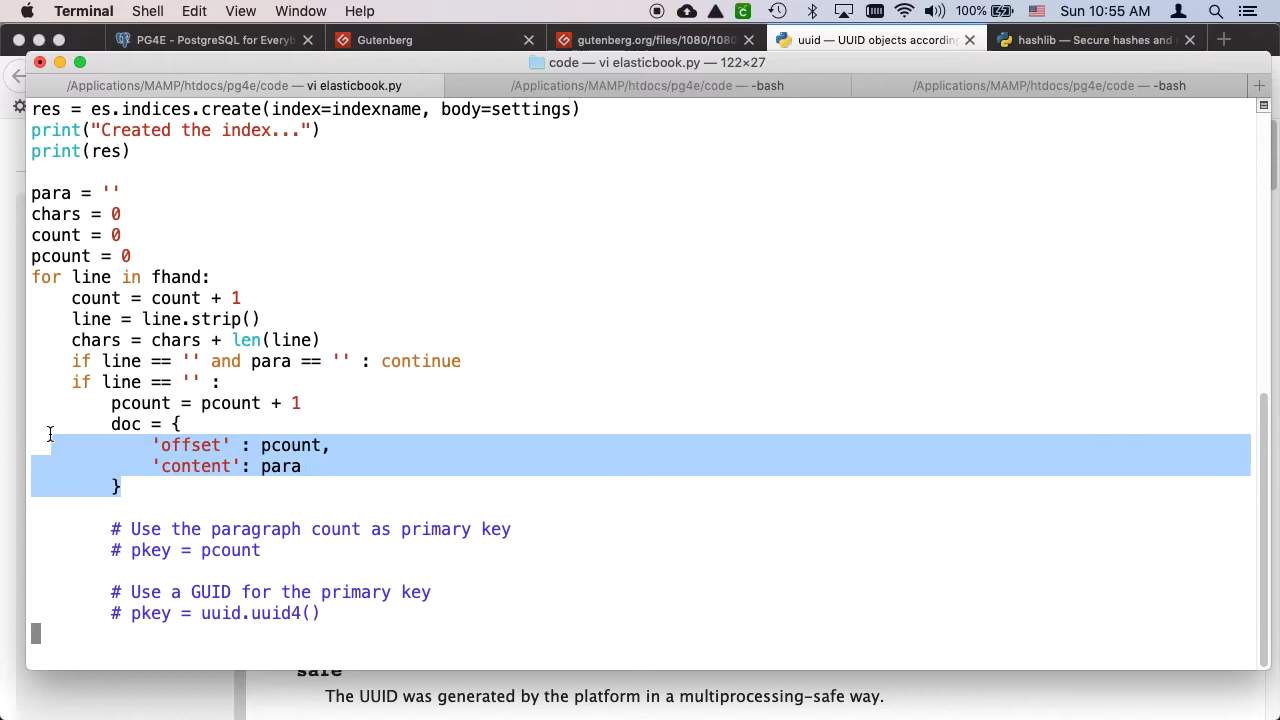 Terminal Shell Edit View Window Help 100% Sun 10:55 AM
PG4E - PostgreSQL for Everyb Gutenberg gutenberg.org/files/1080/1080 uuid — UUID objects according hashlib — Secure hashes and
code — vi elasticbook.py — 122×27
/Applications/MAMP/htdocs/pg4e/code — vi elasticbook.py /Applications/MAMP/htdocs/pg4e/code — -bash /Applications/MAMP/htdocs/pg4e/code — -bash
res = es.indices.create(index=indexname, body=settings)
print("Created the index...")
print(res)
para = ''
chars = 0
count = 0
pcount = 0
for line in fhand:
count = count + 1
line = line.strip()
chars = chars + len(line)
if line == '' and para == '' : continue
if line == '' :
pcount = pcount + 1
doc = {
'offset' : pcount,
'content': para
}
# Use the paragraph count as primary key
# pkey = pcount
# Use a GUID for the primary key
# pkey = uuid.uuid4()
safe
The UUID was generated by the platform in a multiprocessing-safe way.